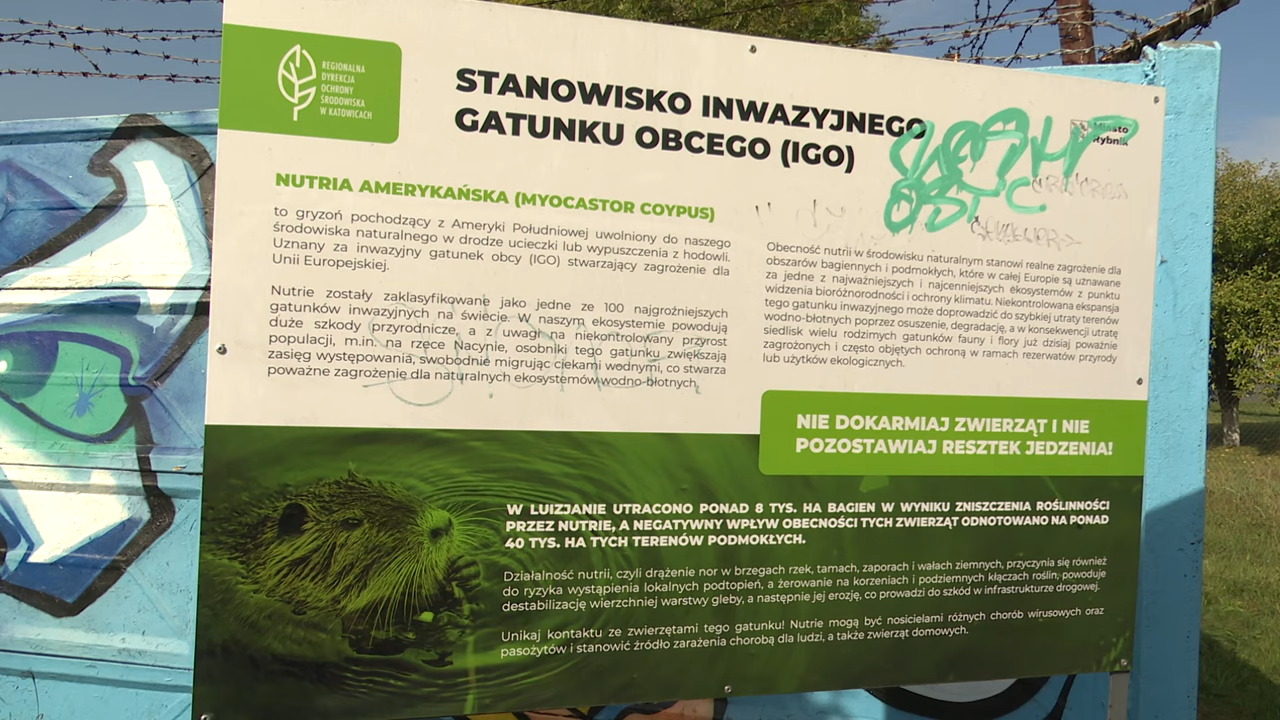 REGIONALNA
DYREKCJA
OCHRONY
ŚRODOWISKA
W KATOWICACH
STANOWISKO INWAZYJNEGO
GATUNKU OBCEGO (IGO)
Miasto
Rybnik
NUTRIA AMERYKAŃSKA (MYOCASTOR COYPUS)
to gryzoń pochodzący z Ameryki Południowej uwolniony do naszego
środowiska naturalnego w drodze ucieczki lub wypuszczenia z hodowli.
Uznany za inwazyjny gatunek obcy (IGO) stwarzający zagrożenie dla
Unii Europejskiej.
Nutrie zostały zaklasyfikowane jako jedne ze 100 najgroźniejszych
gatunków inwazyjnych na świecie. W naszym ekosystemie powodują
duże szkody przyrodnicze, a z uwagi na niekontrolowany przyrost
populacji, m.in. w rzęce Nacynie, osobniki tego gatunku zwiększają
zasięg występowania, swobodnie migrując ciekami wodnymi, co stwarza
poważne zagrożenie dla naturalnych ekosystemów wodno-błotnych.
Obecność nutrii w środowisku naturalnym stanowi realne zagrożenie dla
obszarów bagiennych i podmokłych, które w całej Europie są uznawane
za jedne z najważniejszych i najcenniejszych ekosystemów z punktu
widzenia bioróżnorodności i ochrony klimatu. Niekontrolowana ekspansja
tego gatunku inwazyjnego może doprowadzić do szybkiej utraty terenów
wodno-błotnych poprzez osuszenie, degradację, a w konsekwencji utratę
siedlisk wielu rodzimych gatunków fauny i flory już dzisiaj poważnie
zagrożonych i często objętych ochroną w ramach rezerwatów przyrody
lub użytków ekologicznych.
NIE DOKARMIAJ ZWIERZĄT I NIE
POZOSTAWIAJ RESZTEK JEDZENIA!
W LUIZJANIE UTRACONO PONAD 8 TYS. HA BAGIEN W WYNIKU ZNISZCZENIA ROŚLINNOŚCI
PRZEZ NUTRIE, A NEGATYWNY WPŁYW OBECNOŚCI TYCH ZWIERZĄT ODNOTOWANO NA PONAD
40 TYS. HA TYCH TERENÓW PODMOKŁYCH.
Działalność nutrii, czyli drążenie nor w brzegach rzek, tamach, zaporach i wałach ziemnych, przyczynia się również
do ryzyka wystąpienia lokalnych podtopień, a żerowanie na korzeniach i podziemnych kłączach roślin, powoduje
destabilizację wierzchniej warstwy gleby, a następnie jej erozję, co prowadzi do szkód w infrastrukturze drogowej.
Unikaj kontaktu ze zwierzętami tego gatunku! Nutrie mogą być nosicielami różnych chorób wirusowych oraz
pasożytów i stanowić źródło zarażenia chorobą dla ludzi, a także zwierząt domowych.